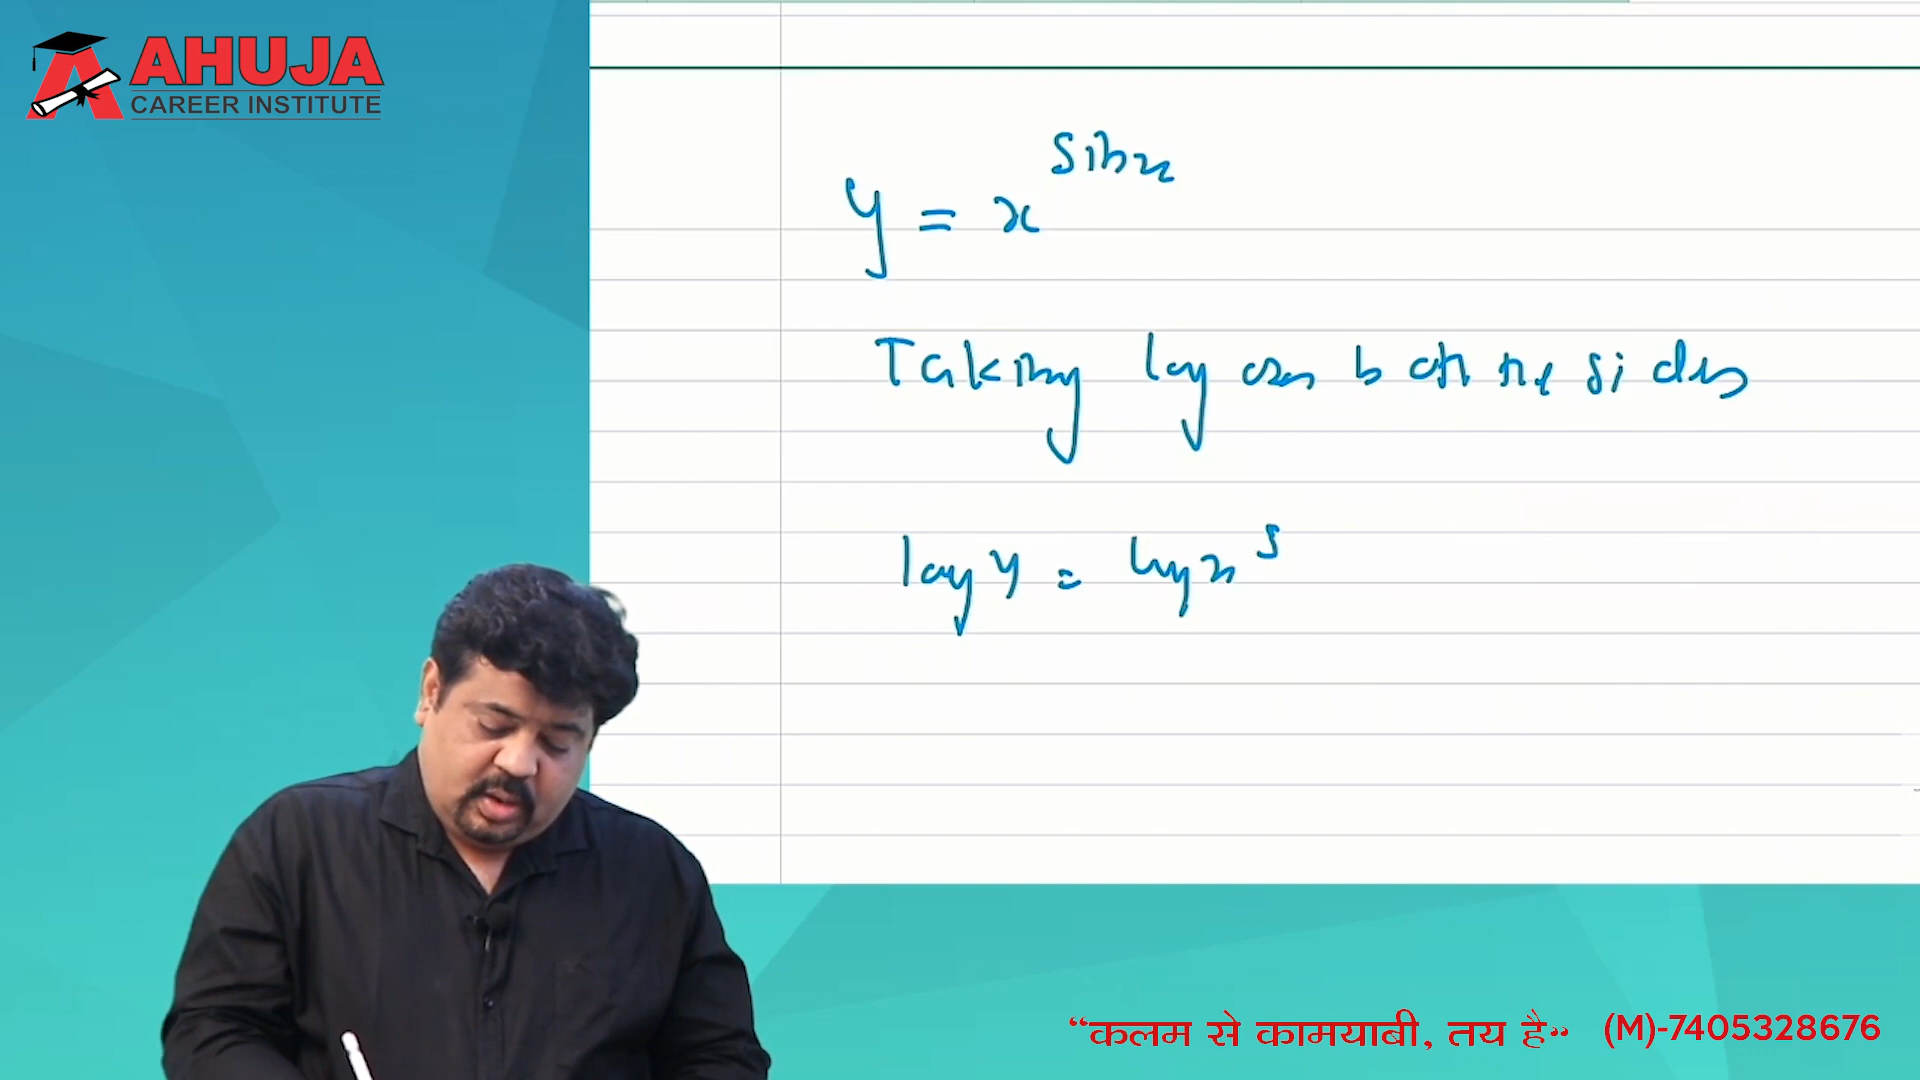 AHUJA
CAREER INSTITUTE
y = x^sinx
Taking log on both the sides
log y = log x^s
“कलम से कामयाबी, तय है” (M)-7405328676